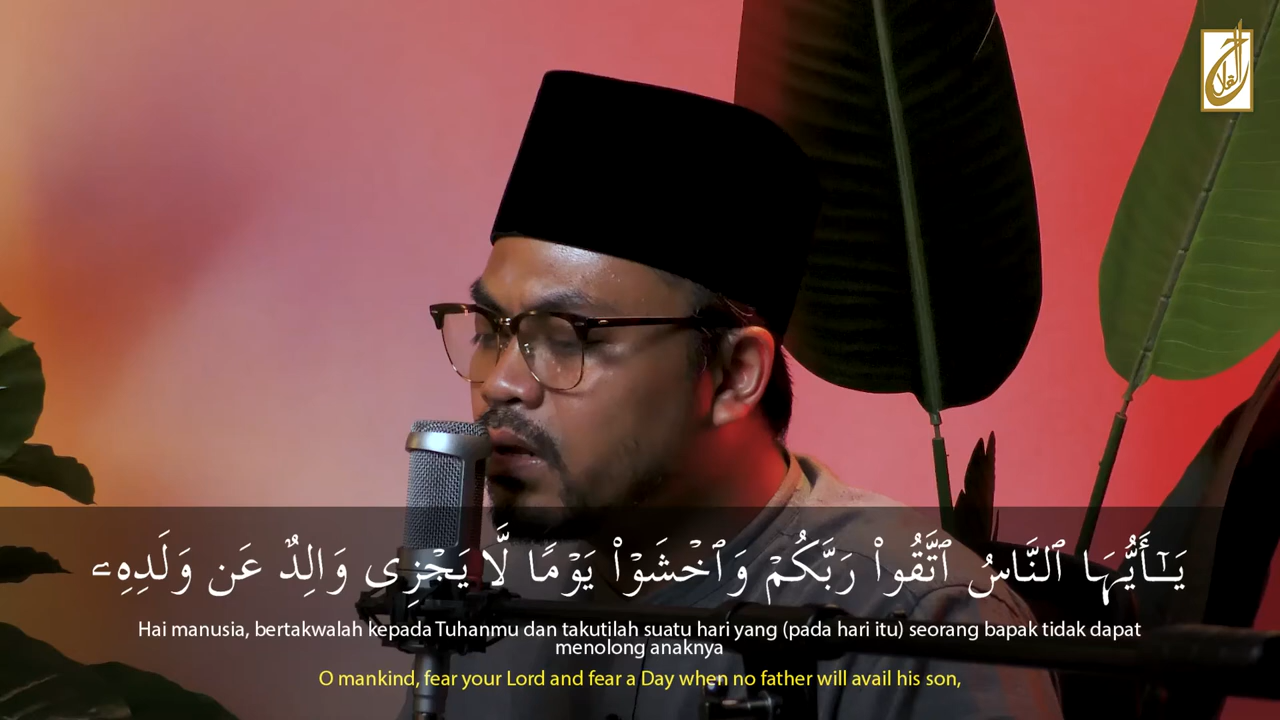 يَـٰٓأَيُّهَا ٱلنَّاسُ ٱتَّقُوا۟ رَبَّكُمْ وَٱخْشَوْا۟ يَوْمًا لَّا يَجْزِى وَالِدٌ عَن وَلَدِهِۦ
Hai manusia, bertakwalah kepada Tuhanmu dan takutilah suatu hari yang (pada hari itu) seorang bapak tidak dapat
menolong anaknya
O mankind, fear your Lord and fear a Day when no father will avail his son,